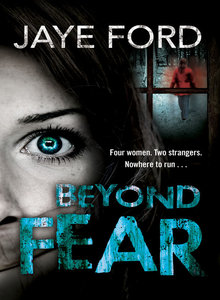 JAYE FORD
Four women. Two strangers.
Nowhere to run . . .
BEYOND
FEAR